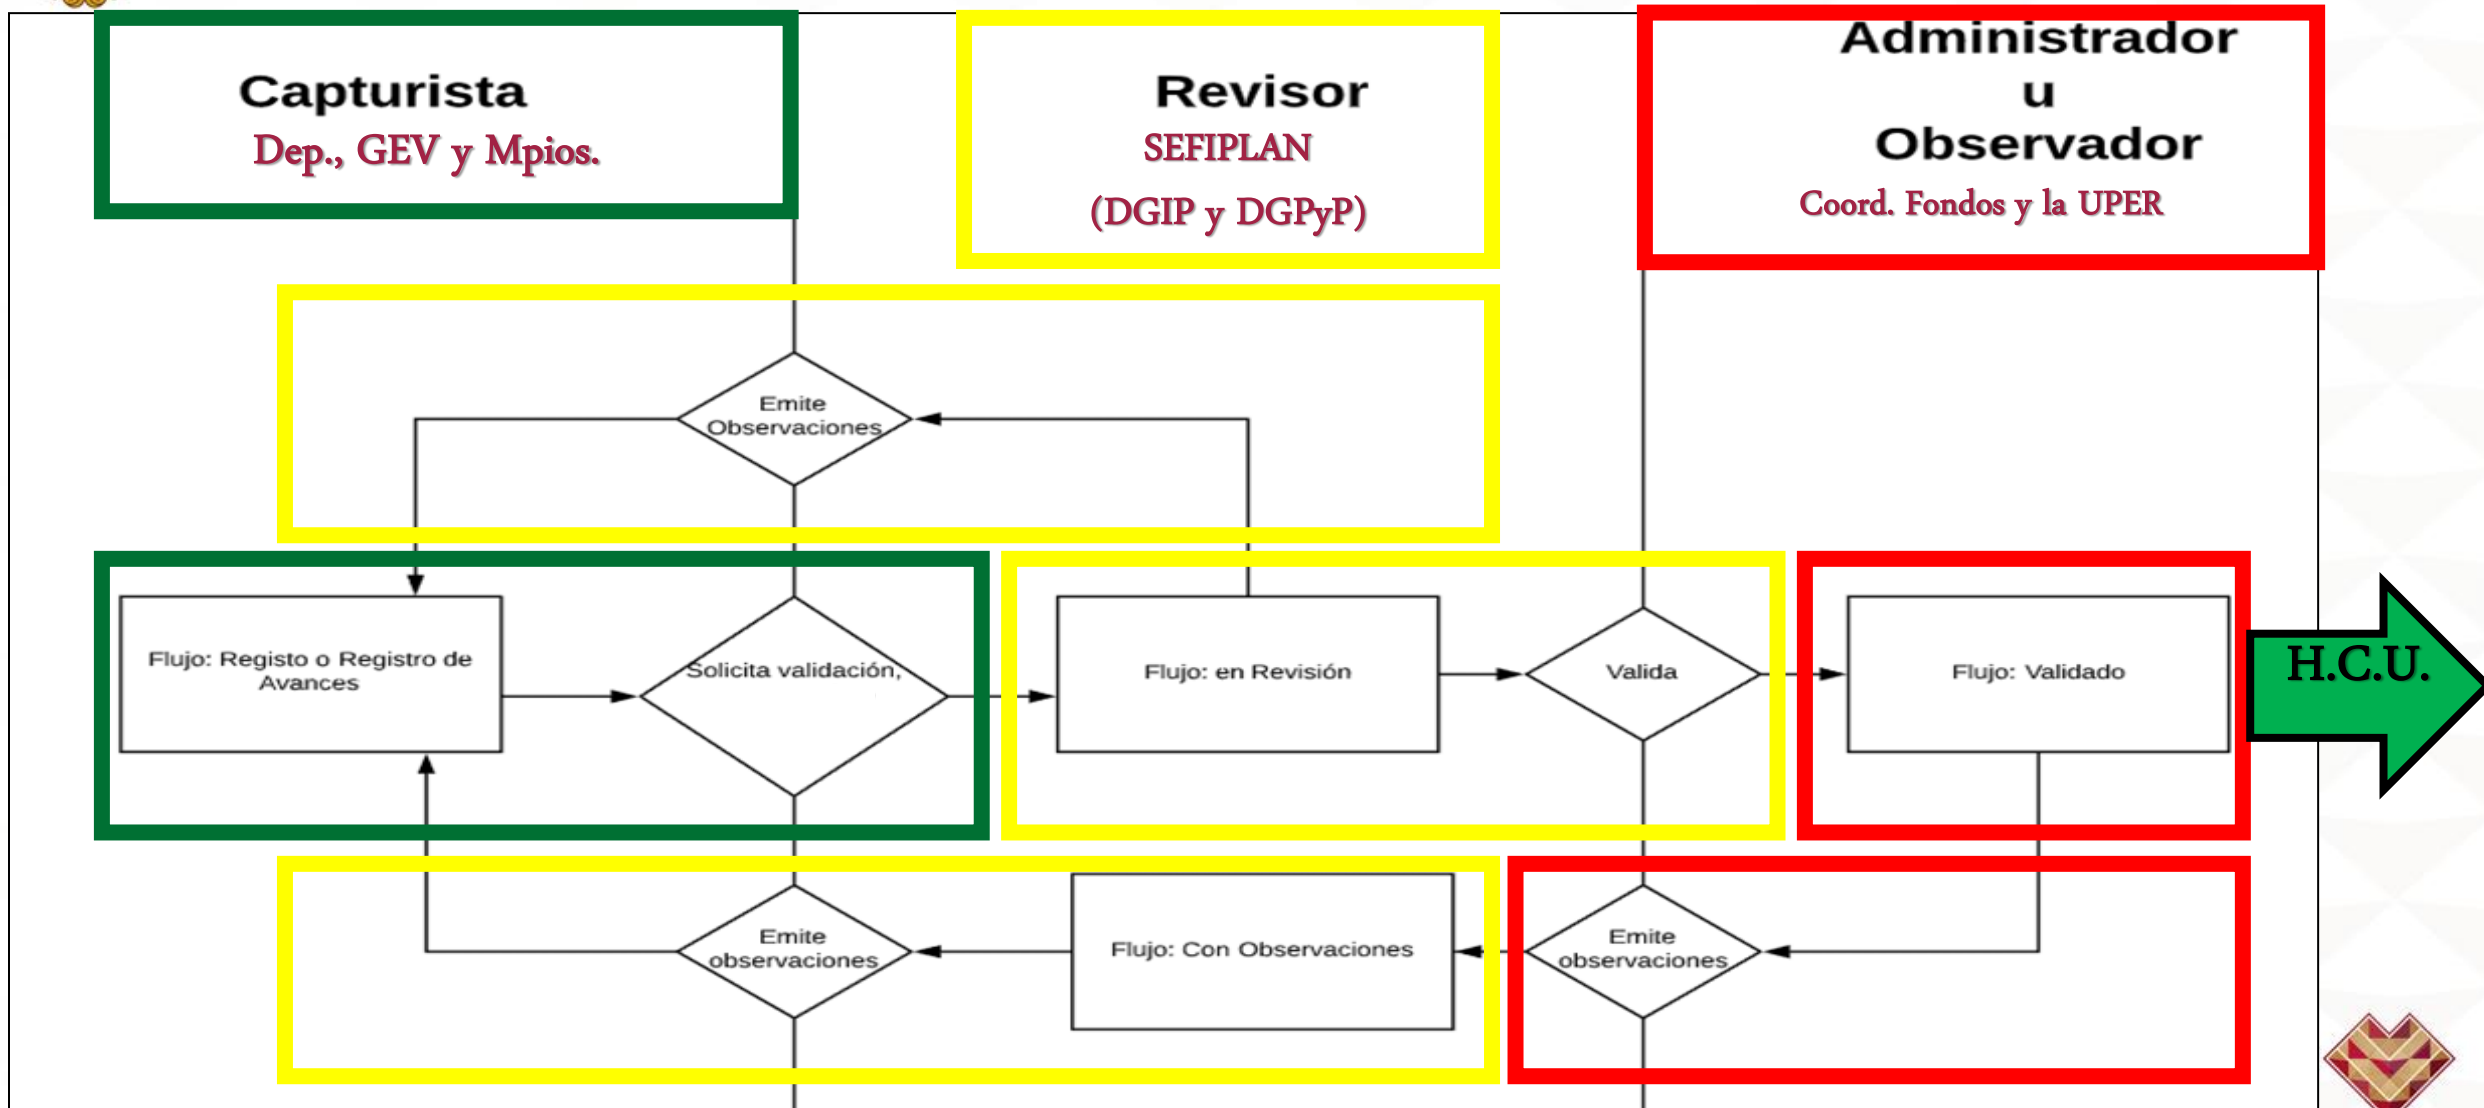 Capturista
Dep., GEV y Mpios.
Revisor
SEFIPLAN
(DGIP y DGPyP)
Administrador
u
Observador
Coord. Fondos y la UPER
Emite
Observaciones
Flujo: Registo o Registro de
Avances
Solicita validación,
Flujo: en Revisión
Valida
Flujo: Validado
H.C.U.
Emite
observaciones
Flujo: Con Observaciones
Emite
observaciones